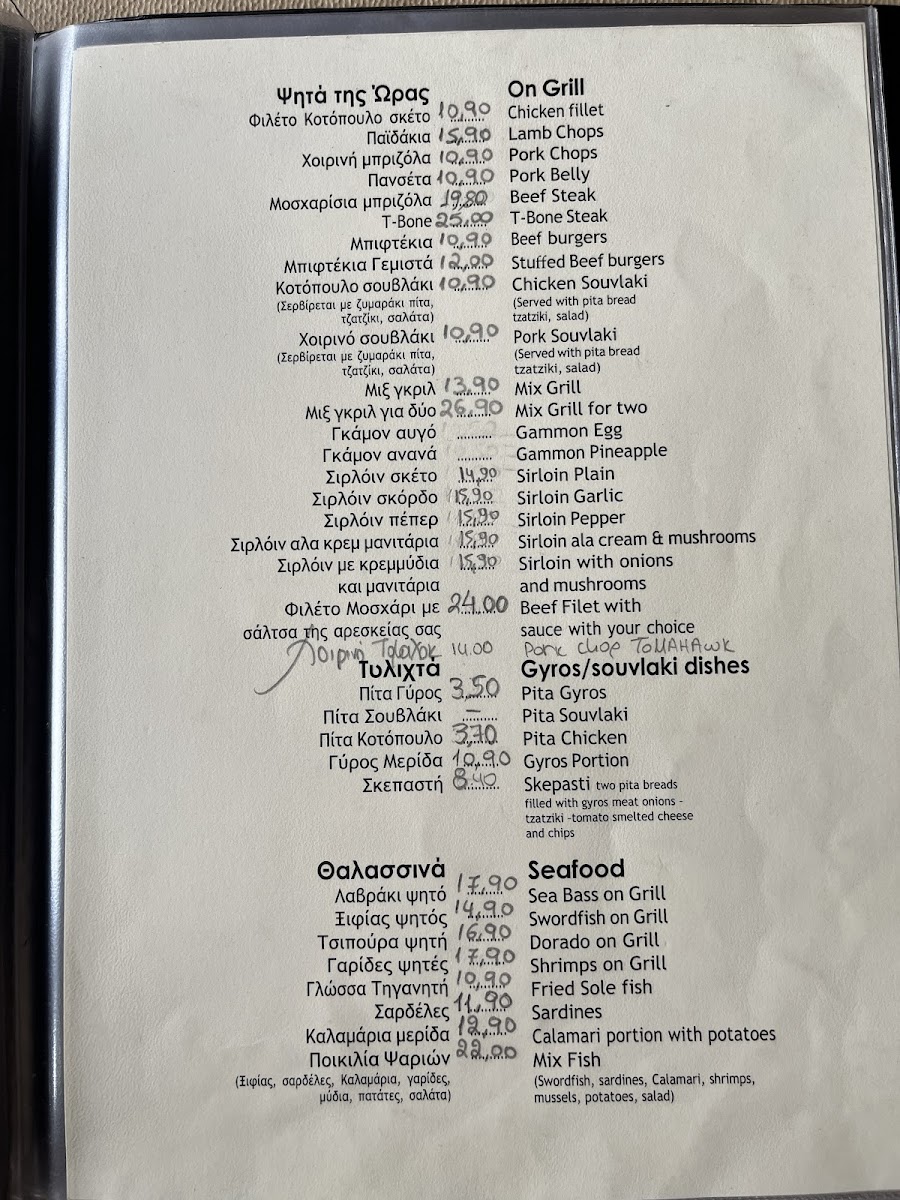 Ψητά της Ώρας On Grill
Φιλέτο Κοτόπουλο σκέτο 10,90 Chicken fillet
Παϊδάκια 15,90 Lamb Chops
Χοιρινή μπριζόλα 10,90 Pork Chops
Πανσέτα 10,90 Pork Belly
Μοσχαρίσια μπριζόλα 19,80 Beef Steak
T-Bone 25,00 T-Bone Steak
Μπιφτέκια 10,90 Beef burgers
Μπιφτέκια Γεμιστά 12,00 Stuffed Beef burgers
Κοτόπουλο σουβλάκι 10,90 Chicken Souvlaki
(Σερβίρεται με ζυμαράκι πίτα, (Served with pita bread
τζατζίκι, σαλάτα) tzatziki, salad)
Χοιρινό σουβλάκι 10,90 Pork Souvlaki
(Σερβίρεται με ζυμαράκι πίτα, (Served with pita bread
τζατζίκι, σαλάτα) tzatziki, salad)
Μιξ γκριλ 13,90 Mix Grill
Μιξ γκριλ για δύο 26,90 Mix Grill for two
Γκάμον αυγό .......... Gammon Egg
Γκάμον ανανά .......... Gammon Pineapple
Σιρλόιν σκέτο 14,90 Sirloin Plain
Σιρλόιν σκόρδο 15,90 Sirloin Garlic
Σιρλόιν πέπερ 15,90 Sirloin Pepper
Σιρλόιν αλα κρεμ μανιτάρια 15,90 Sirloin ala cream & mushrooms
Σιρλόιν με κρεμμύδια 15,90 Sirloin with onions
και μανιτάρια and mushrooms
Φιλέτο Μοσχάρι με 24,00 Beef Filet with
σάλτσα της αρεσκείας σας sauce with your choice
Χοιρινή 14.00 Pork chop TOMAHAWK
Τυλιχτά Gyros/souvlaki dishes
Πίτα Γύρος 3,50 Pita Gyros
Πίτα Σουβλάκι – .......... Pita Souvlaki
Πίτα Κοτόπουλο 3,70 Pita Chicken
Γύρος Μερίδα 10,90 Gyros Portion
Σκεπαστή 8,40 Skepasti two pita breads
filled with gyros meat onions -
tzatziki -tomato smelted cheese
and chips
Θαλασσινά Seafood
Λαβράκι ψητό 17,90 Sea Bass on Grill
Ξιφίας ψητός 14,90 Swordfish on Grill
Τσιπούρα ψητή 16,90 Dorado on Grill
Γαρίδες ψητές 17,90 Shrimps on Grill
Γλώσσα Τηγανητή 10,90 Fried Sole fish
Σαρδέλες 11,90 Sardines
Καλαμάρια μερίδα 12,90 Calamari portion with potatoes
Ποικιλία Ψαριών 22,00 Mix Fish
(Ξιφίας, σαρδέλες, Καλαμάρια, γαρίδες, (Swordfish, sardines, Calamari, shrimps,
μύδια, πατάτες, σαλάτα) mussels, potatoes, salad)